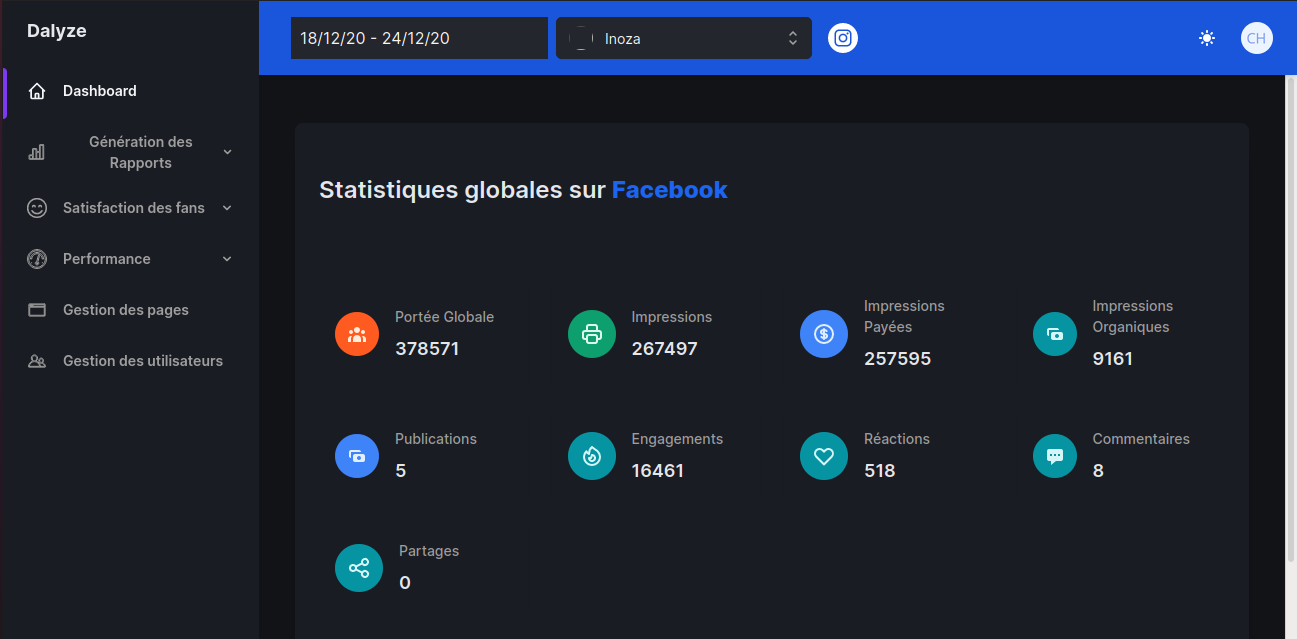 Dalyze
18/12/20 - 24/12/20
Inoza
CH
Dashboard
Génération des
Rapports
Satisfaction des fans
Performance
Gestion des pages
Gestion des utilisateurs
Statistiques globales sur Facebook
Portée Globale
378571
Impressions
267497
Impressions
Payées
257595
Impressions
Organiques
9161
Publications
5
Engagements
16461
Réactions
518
Commentaires
8
Partages
0